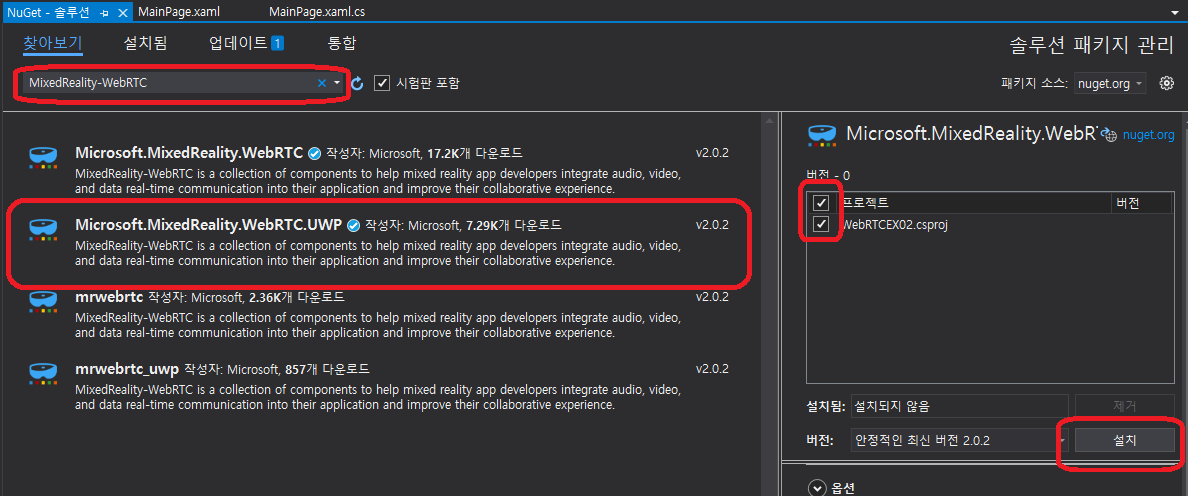 NuGet - 솔루션
MainPage.xaml
MainPage.xaml.cs
찾아보기 설치됨 업데이트 1 통합
솔루션 패키지 관리
MixedReality-WebRTC
시험판 포함
패키지 소스: nuget.org
Microsoft.MixedReality.WebRTC 작성자: Microsoft, 17.2K개 다운로드 v2.0.2
MixedReality-WebRTC is a collection of components to help mixed reality app developers integrate audio, video,
and data real-time communication into their application and improve their collaborative experience.
Microsoft.MixedReality.WebRTC.UWP 작성자: Microsoft, 7.29K개 다운로드 v2.0.2
MixedReality-WebRTC is a collection of components to help mixed reality app developers integrate audio, video,
and data real-time communication into their application and improve their collaborative experience.
mrwebrtc 작성자: Microsoft, 2.36K개 다운로드 v2.0.2
MixedReality-WebRTC is a collection of components to help mixed reality app developers integrate audio, video,
and data real-time communication into their application and improve their collaborative experience.
mrwebrtc_uwp 작성자: Microsoft, 857개 다운로드 v2.0.2
MixedReality-WebRTC is a collection of components to help mixed reality app developers integrate audio, video,
and data real-time communication into their application and improve their collaborative experience.
Microsoft.MixedReality.WebR nuget.org
버전 - 0
프로젝트 버전
WebRTCEX02.csproj
설치됨: 설치되지 않음 제거
버전: 안정적인 최신 버전 2.0.2 설치
옵션